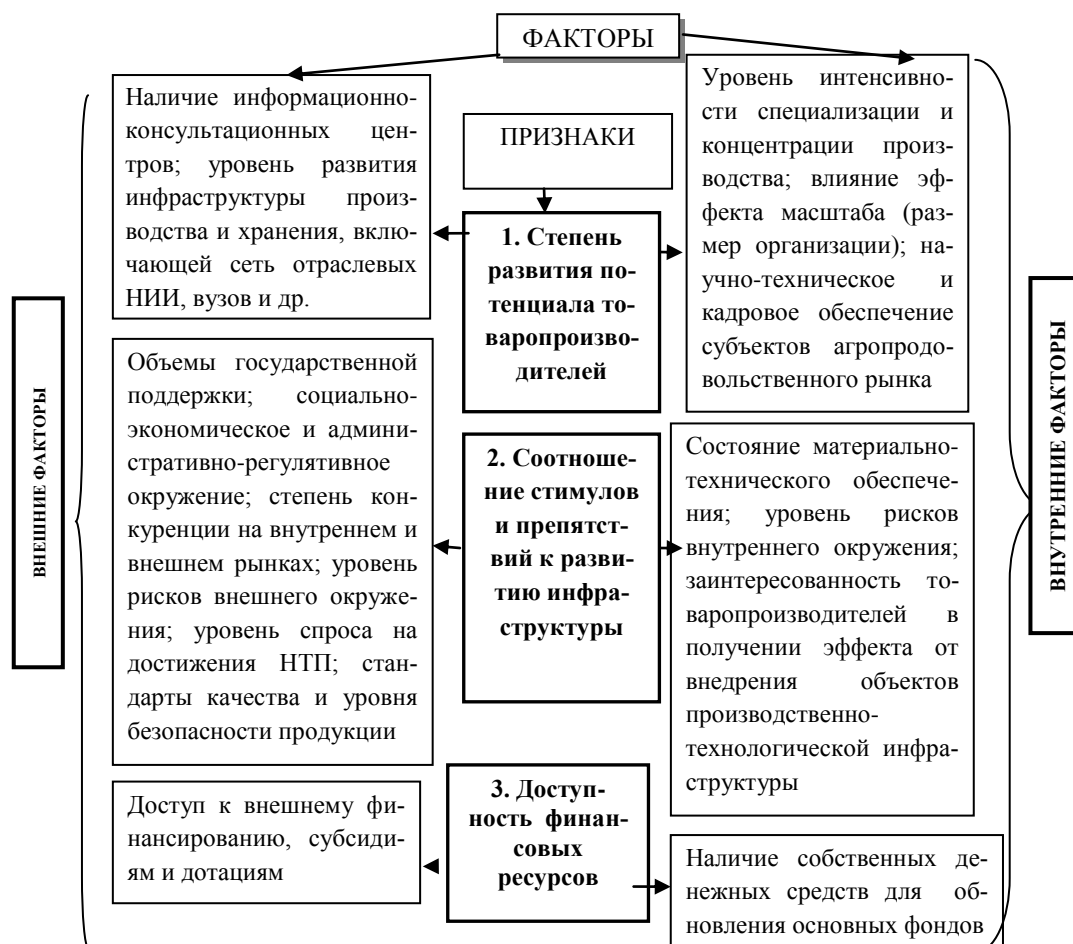 ФАКТОРЫ
Наличие информационно-
консультационных цен-
тров; уровень развития
инфраструктуры произ-
водства и хранения, вклю-
чающей сеть отраслевых
НИИ, вузов и др.
ПРИЗНАКИ
Уровень интенсивно-
сти специализации и
концентрации произ-
водства; влияние эф-
фекта масштаба (раз-
мер организации); на-
учно-техническое и
кадровое обеспечение
субъектов агропродо-
вольственного рынка
1. Степень
развития по-
тенциала то-
варопроизво-
дителей
ВНЕШНИЕ ФАКТОРЫ
Объемы государственной
поддержки; социально-
экономическое и админи-
стративно-регулятивное
окружение; степень кон-
куренции на внутреннем и
внешнем рынках; уровень
рисков внешнего окруже-
ния; уровень спроса на
достижения НТП; стан-
дарты качества и уровня
безопасности продукции
2. Соотноше-
ние стимулов
и препятст-
вий к разви-
тию инфра-
структуры
Состояние материально-
технического обеспече-
ния; уровень рисков
внутреннего окружения;
заинтересованность то-
варопроизводителей в
получении эффекта от
внедрения объектов
производственно-
технологической инфра-
структуры
ВНУТРЕННИЕ ФАКТОРЫ
Доступ к внешнему фи-
нансированию, субсиди-
ям и дотациям
3. Доступ-
ность финан-
совых
ресурсов
Наличие собственных де-
нежных средств для об-
новления основных фондов